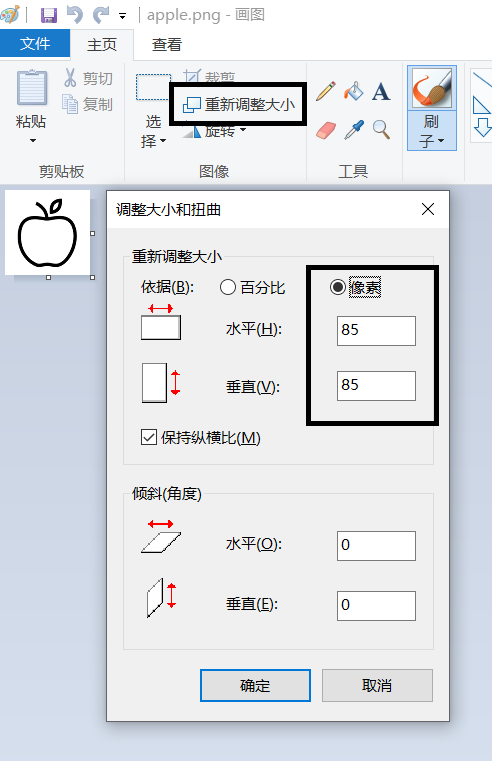 apple.png - 画图
文件 主页 查看
剪切
裁剪
复制
重新调整大小
粘贴
选择
旋转
刷子
A
剪贴板 图像 工具
调整大小和扭曲
重新调整大小
依据(B): 百分比 像素
水平(H): 85
垂直(V): 85
保持纵横比(M)
倾斜(角度)
水平(O): 0
垂直(E): 0
确定 取消